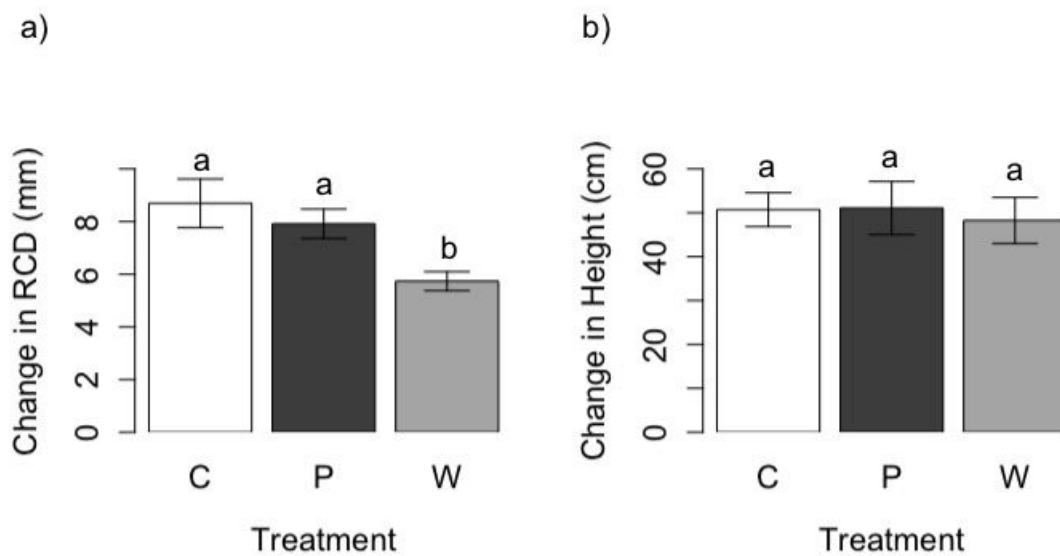 a)
Change in RCD (mm)
0
2
4
6
8
a
a
b
C
P
W
Treatment
b)
Change in Height (cm)
0
20
40
60
a
a
a
C
P
W
Treatment